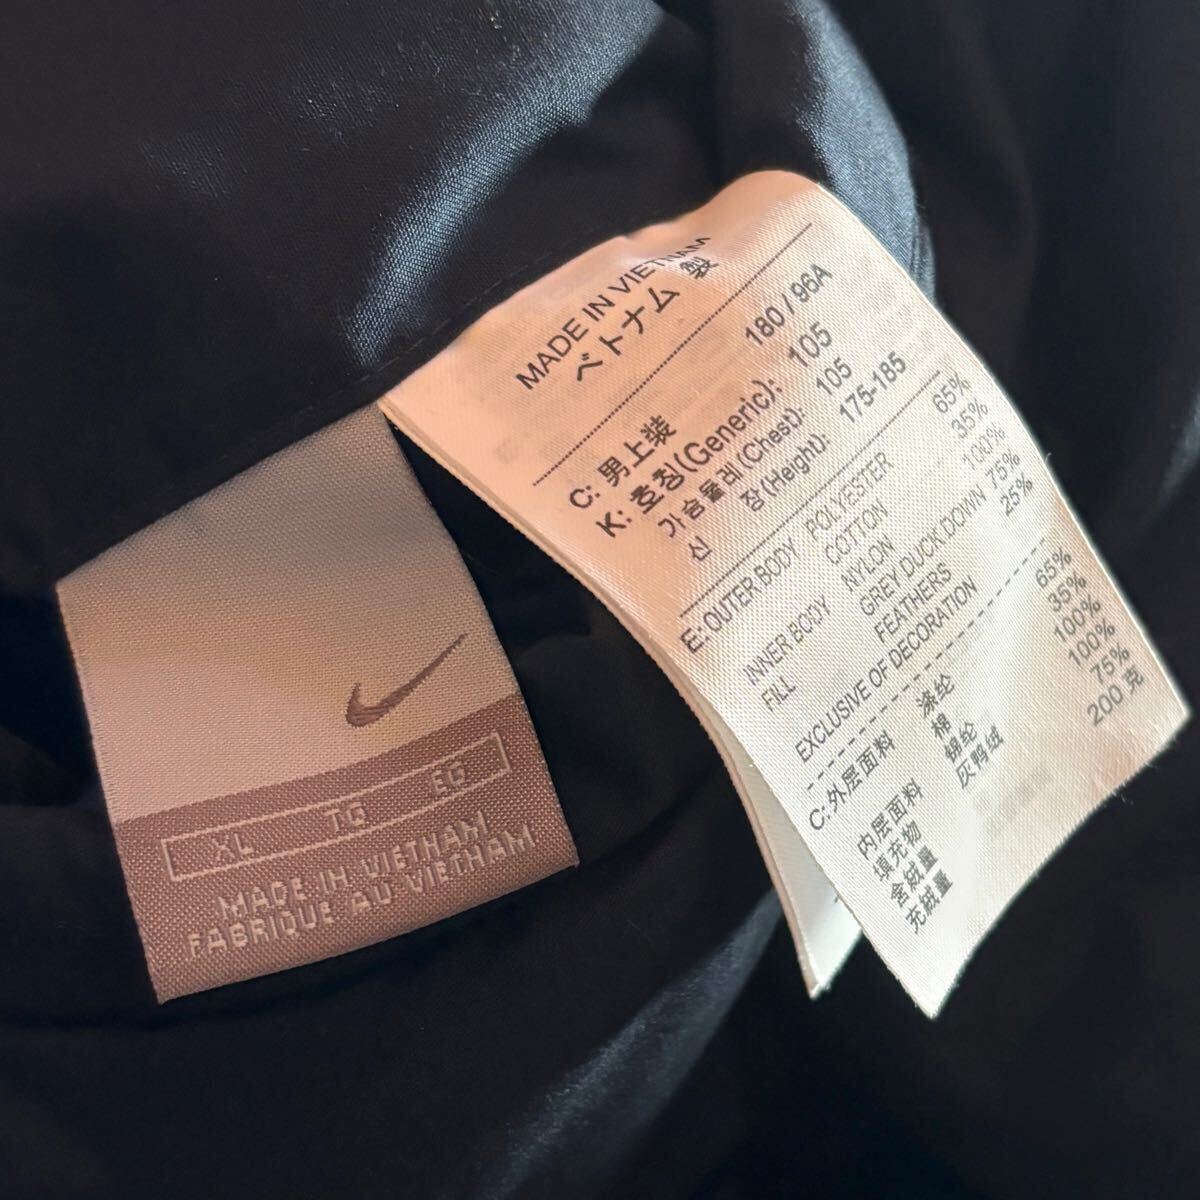 XL TG EG
MADE IN VIETNAM
FABRIQUE AU VIETNAM
MADE IN VIETNAM
ベトナム 製
C: 男上装 180 / 96A
K: 호칭(Generic): 105
가슴둘레(Chest): 105
신 장(Height): 175-185
E: OUTER BODY POLYESTER 65%
COTTON 35%
INNER BODY NYLON 100%
FILL GREY DUCK DOWN 75%
FEATHERS 25%
EXCLUSIVE OF DECORATION
C: 外层面料 涤纶 65%
棉 35%
内层面料 锦纶 100%
填充物 灰鸭绒 100%
含绒量 75%
充绒量 200 克